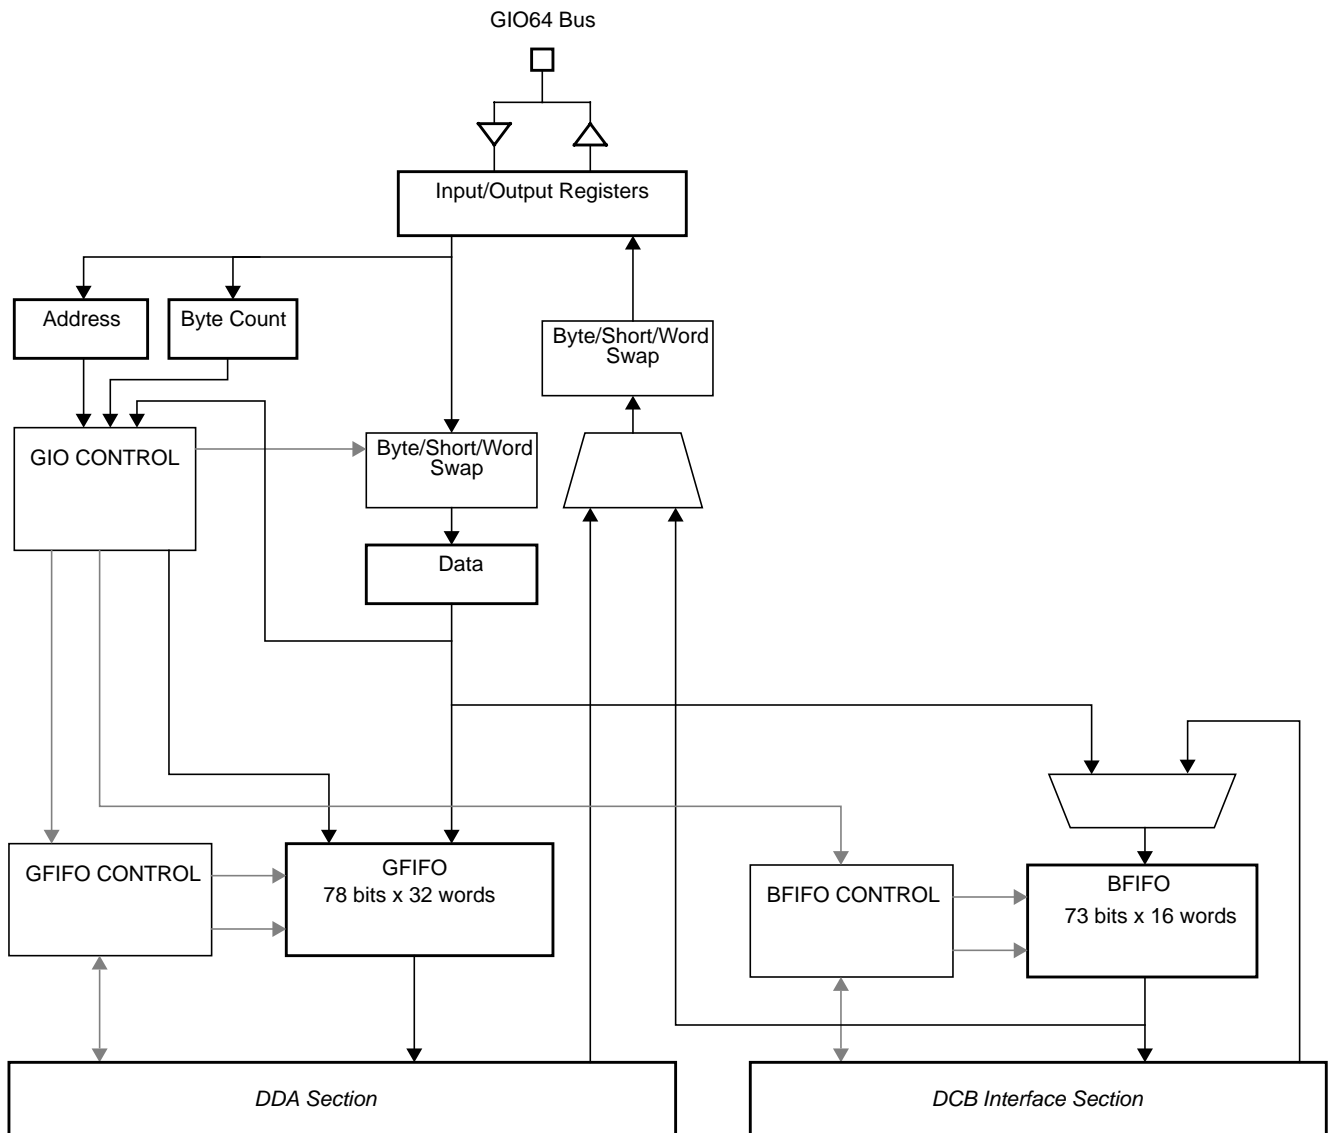 GIO64 Bus
Input/Output Registers
Address
Byte Count
Byte/Short/Word
Swap
GIO CONTROL
Byte/Short/Word
Swap
Data
GFIFO CONTROL
GFIFO
78 bits x 32 words
BFIFO CONTROL
BFIFO
73 bits x 16 words
DDA Section
DCB Interface Section